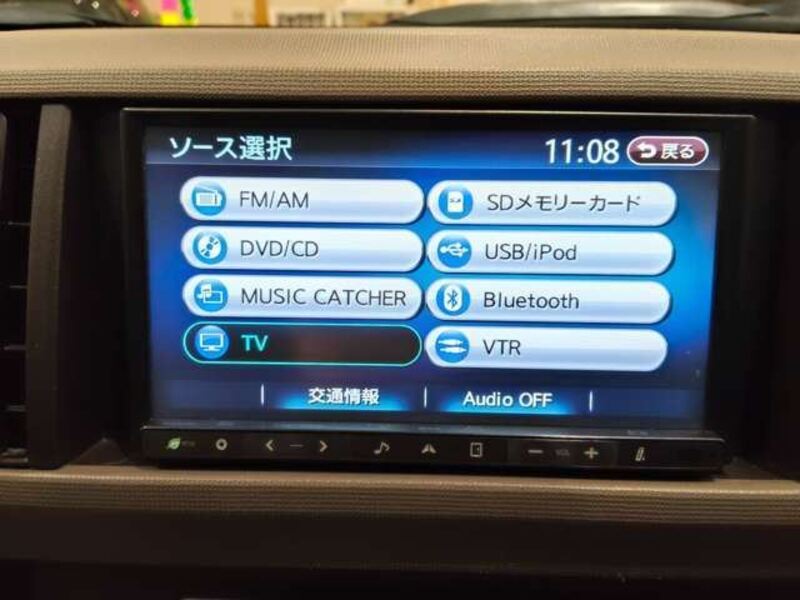 ソース選択 11:08 戻る
FM/AM SDメモリーカード
DVD/CD USB/iPod
MUSIC CATCHER Bluetooth
TV VTR
交通情報 Audio OFF
VOL